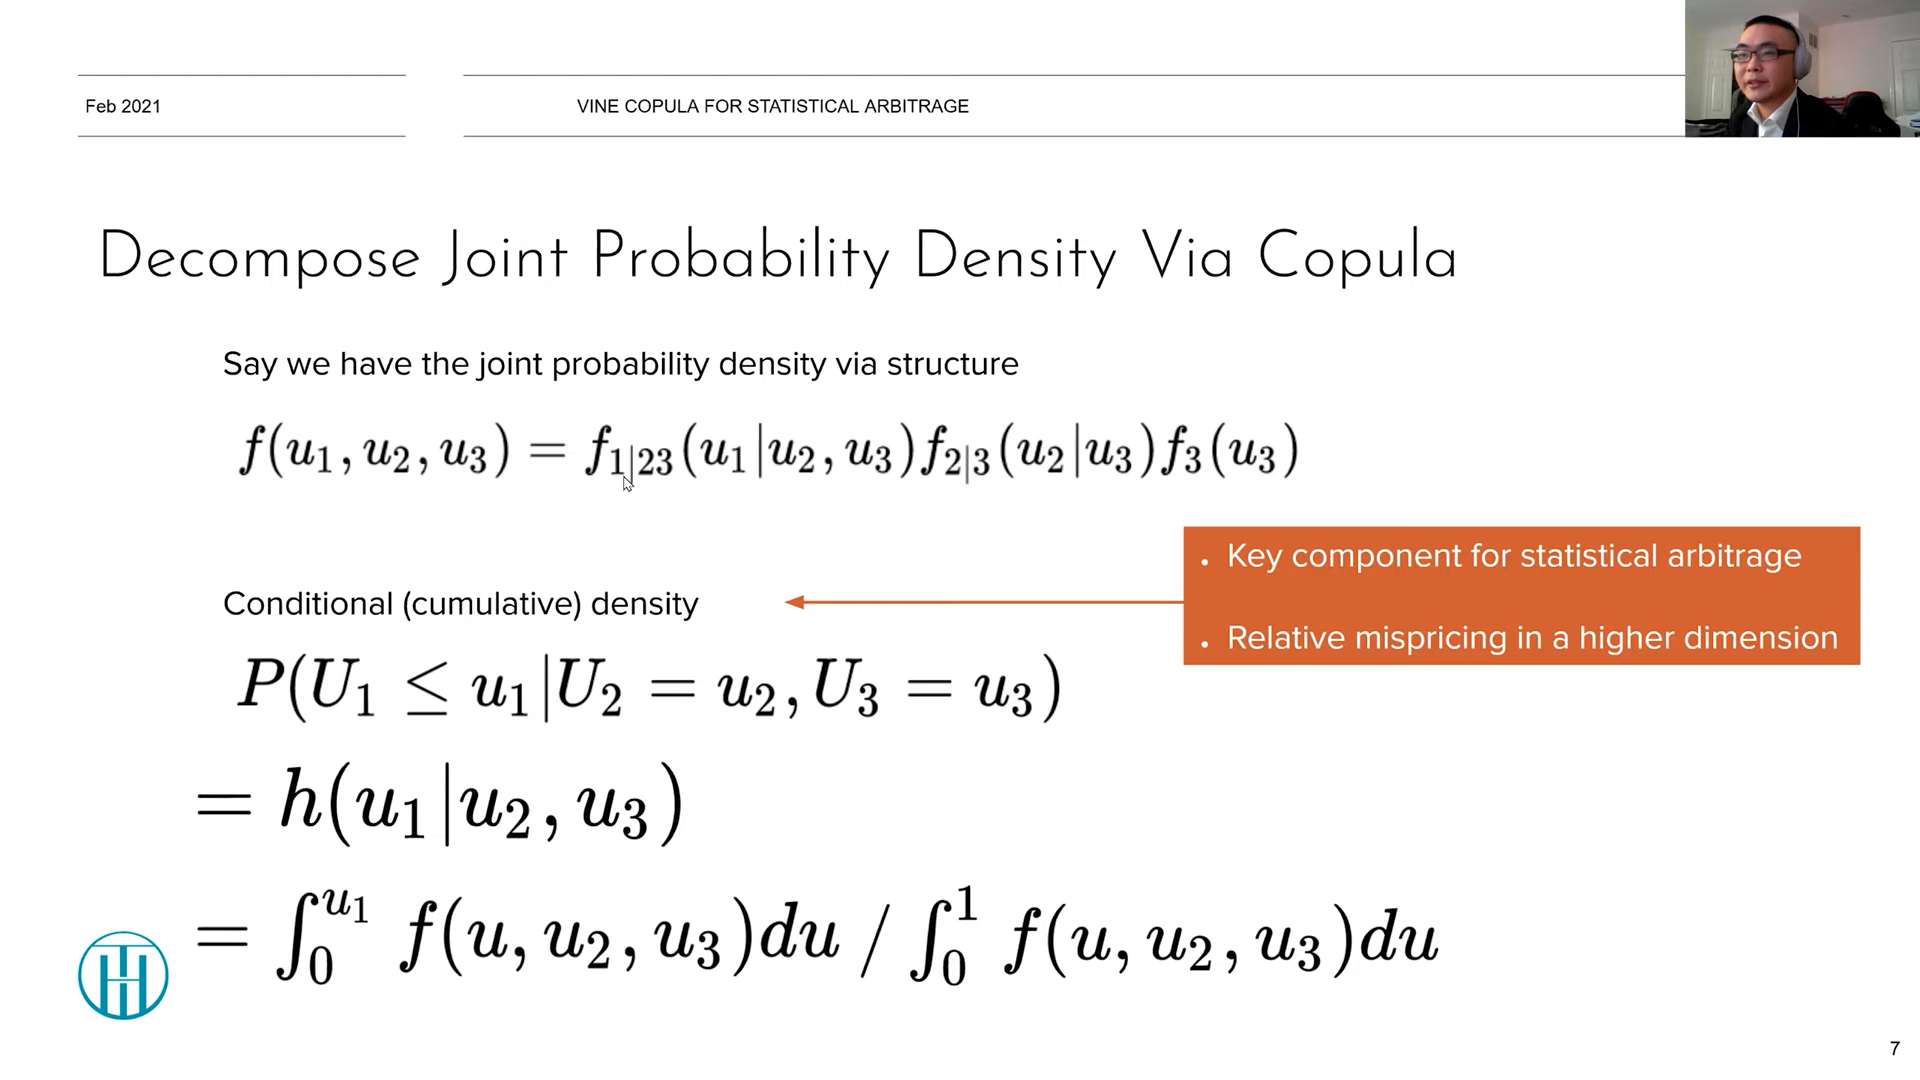 Feb 2021
VINE COPULA FOR STATISTICAL ARBITRAGE
Decompose Joint Probability Density Via Copula
Say we have the joint probability density via structure
f(u₁, u₂, u₃) = f₁|₂₃(u₁|u₂, u₃)f₂|₃(u₂|u₃)f₃(u₃)
• Key component for statistical arbitrage
• Relative mispricing in a higher dimension
Conditional (cumulative) density
P(U₁ ≤ u₁|U₂ = u₂, U₃ = u₃)
= h(u₁|u₂, u₃)
= ∫₀^u₁ f(u, u₂, u₃)du / ∫₀^1 f(u, u₂, u₃)du
7